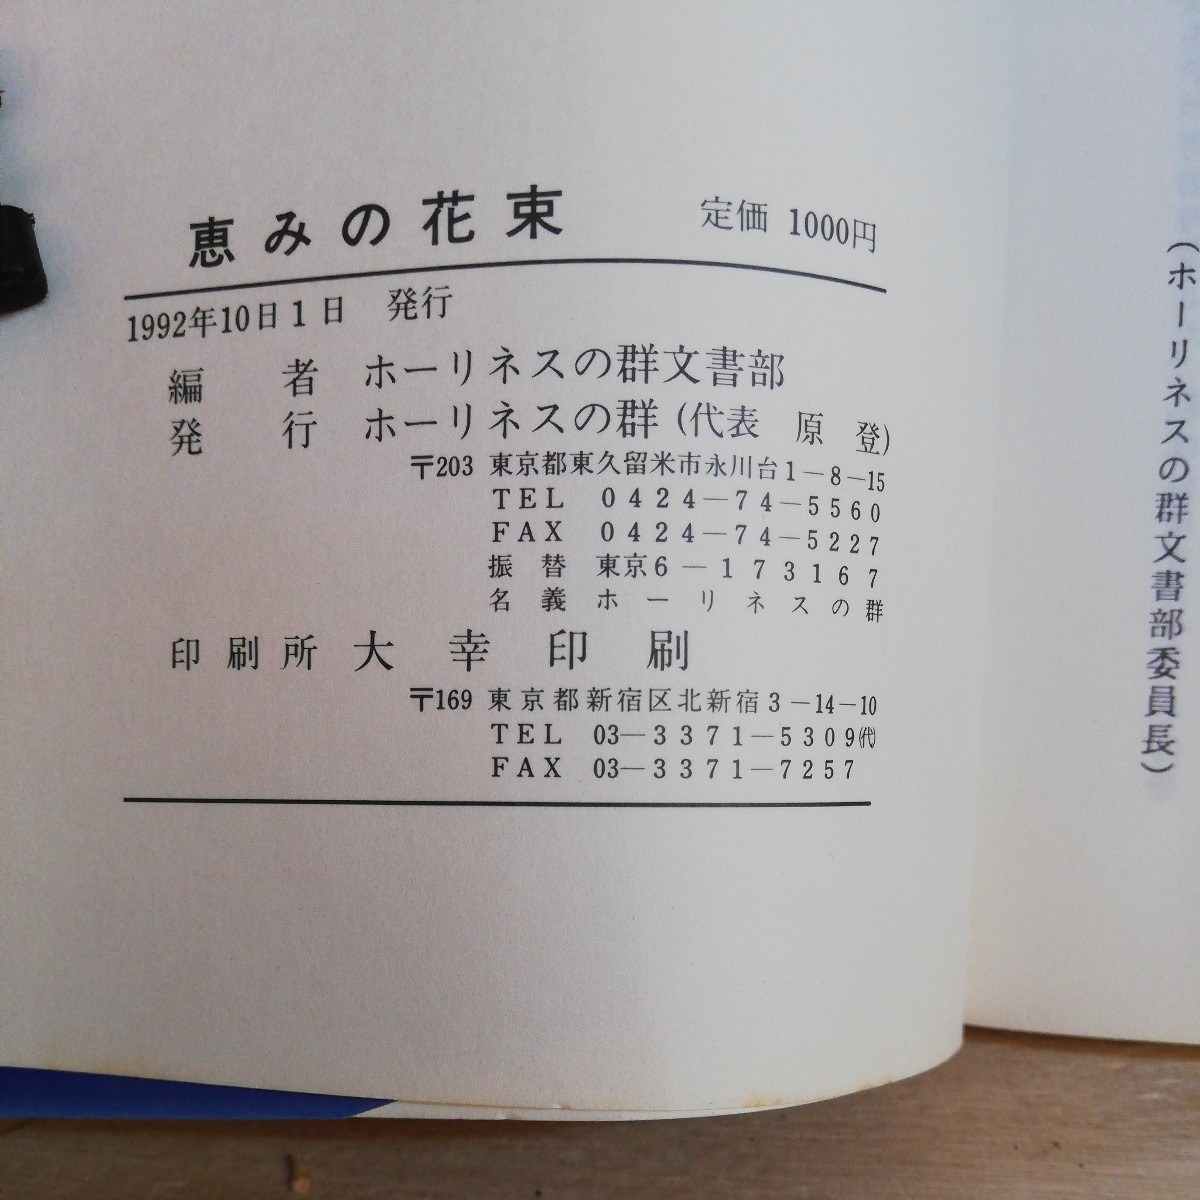 恵みの花束　定価 1000円
1992年10日1日　発行
編　者　ホーリネスの群文書部
発　行　ホーリネスの群(代表　原　登)
〒203 東京都東久留米市氷川台1－8－15
TEL　0424－74－5560
FAX　0424－74－5227
振　替　東京6－173167
名　義　ホーリネスの群
印刷所　大幸印刷
〒169 東京都新宿区北新宿3－14－10
TEL　03－3371－5309㈹
FAX　03－3371－7257
(ホーリネスの群文書部委員長)